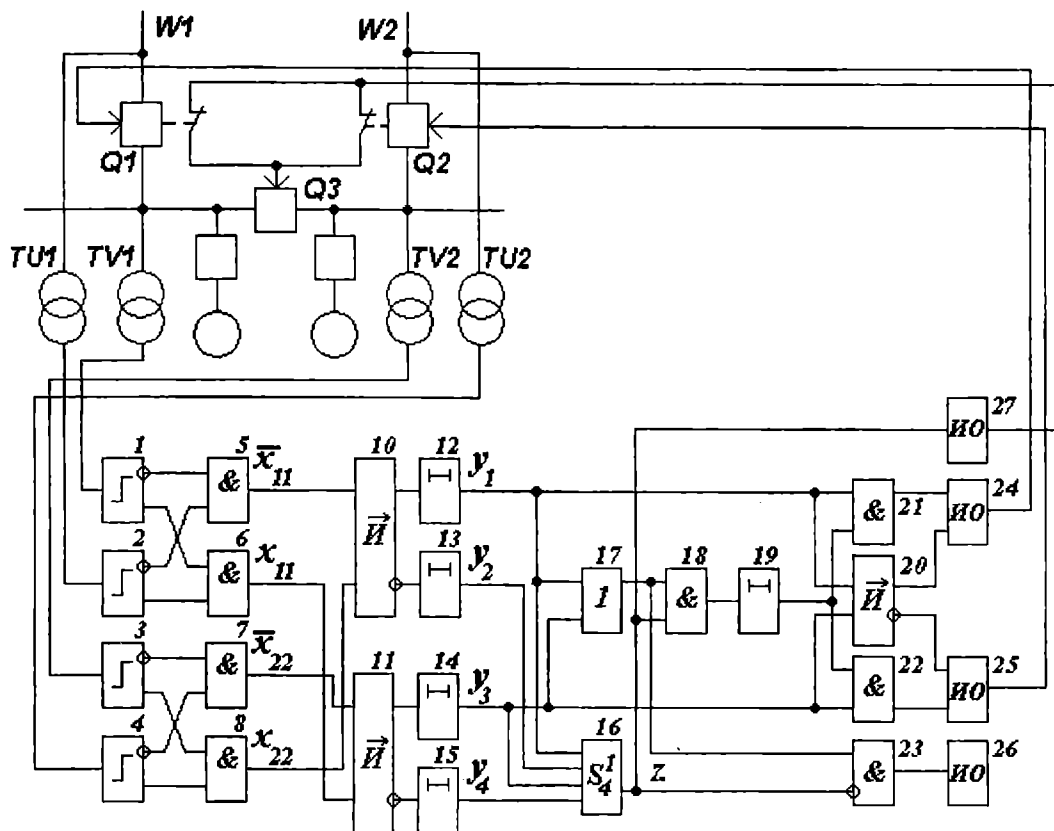 W1 W2
Q1 Q2
Q3
TU1 TV1 TV2 TU2
1 5 x̄11 10 12 y1 27 ИО
& 24 ИО
2 6 x11 И 13 y2 17 18 19 & 21
& 1 & 20 И
3 7 x̄22 11 14 y3 & 22 25 ИО
&
4 8 x22 И 15 y4 16 S¹₄ Z & 23 26 ИО
&